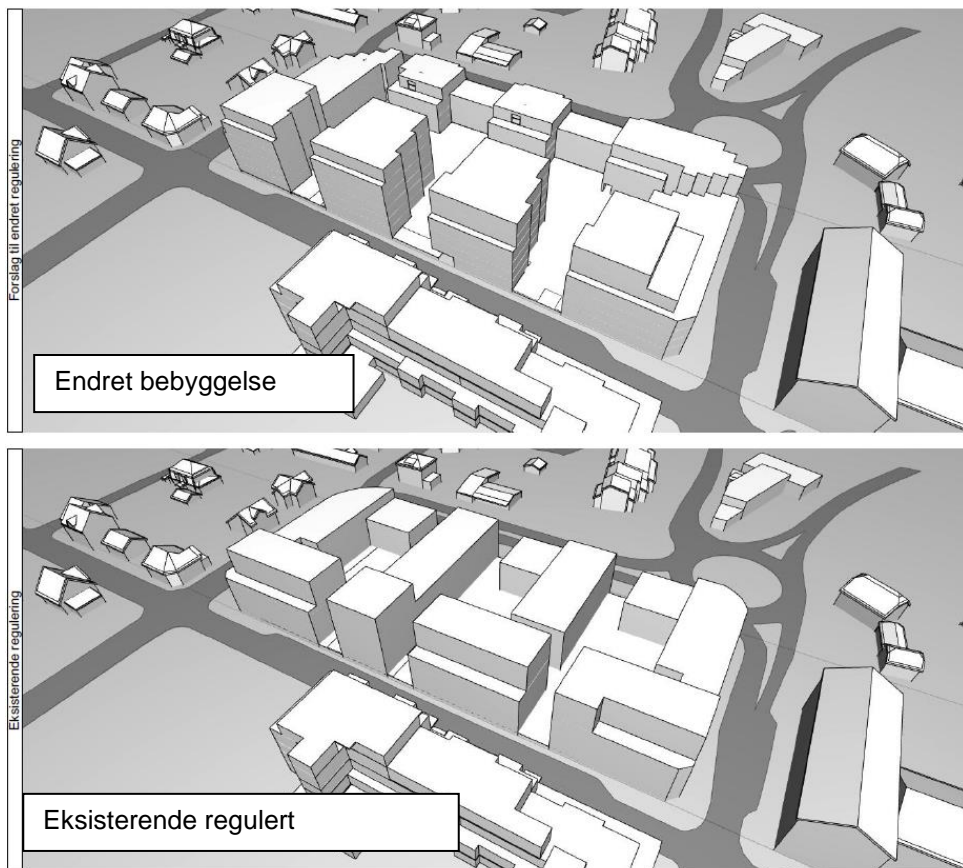 Forslag til endret regulering
Endret bebyggelse
Eksisterende regulering
Eksisterende regulert